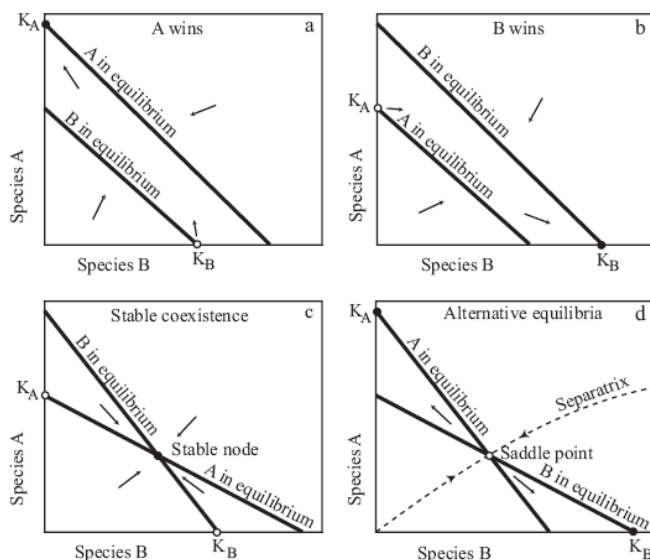 A wins
a
K_A
A in equilibrium
B in equilibrium
Species A
Species B
K_B
B wins
b
K_A
B in equilibrium
A in equilibrium
Species A
Species B
K_B
Stable coexistence
c
K_A
B in equilibrium
Stable node
A in equilibrium
Species A
Species B
K_B
Alternative equilibria
d
K_A
A in equilibrium
Separatrix
Saddle point
B in equilibrium
Species A
Species B
K_B